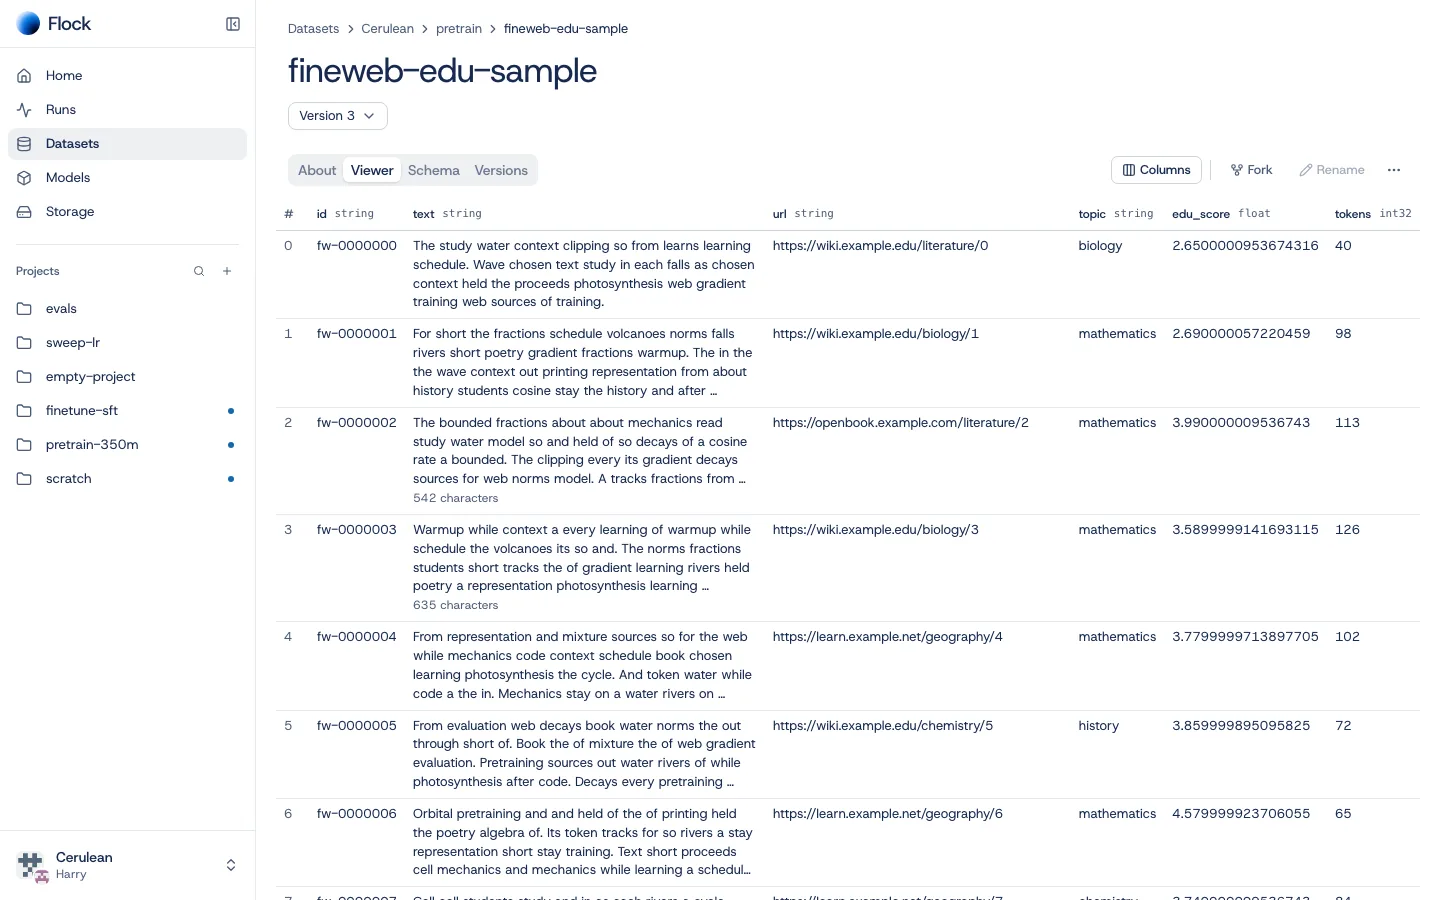 Flock
Home
Runs
Datasets
Models
Storage
Projects
evals
sweep-lr
empty-project
finetune-sft
pretrain-350m
scratch
Cerulean
Harry
Datasets > Cerulean > pretrain > fineweb-edu-sample
fineweb-edu-sample
Version 3
About Viewer Schema Versions
Columns Fork Rename
# id string text string url string topic string edu_score float tokens int32
0 fw-0000000 The study water context clipping so from learns learning https://wiki.example.edu/literature/0 biology 2.6500000953674316 40
schedule. Wave chosen text study in each falls as chosen
context held the proceeds photosynthesis web gradient
training web sources of training.
1 fw-0000001 For short the fractions schedule volcanoes norms falls https://wiki.example.edu/biology/1 mathematics 2.690000057220459 98
rivers short poetry gradient fractions warmup. The in the
the wave context out printing representation from about
history students cosine stay the history and after …
2 fw-0000002 The bounded fractions about about mechanics read https://openbook.example.com/literature/2 mathematics 3.990000009536743 113
study water model so and held of so decays of a cosine
rate a bounded. The clipping every its gradient decays
sources for web norms model. A tracks fractions from …
542 characters
3 fw-0000003 Warmup while context a every learning of warmup while https://wiki.example.edu/biology/3 mathematics 3.5899999141693115 126
schedule the volcanoes its so and. The norms fractions
students short tracks the of gradient learning rivers held
poetry a representation photosynthesis learning …
635 characters
4 fw-0000004 From representation and mixture sources so for the web https://learn.example.net/geography/4 mathematics 3.7799999713897705 102
while mechanics code context schedule book chosen
learning photosynthesis the cycle. And token water while
code a the in. Mechanics stay on a water rivers on …
5 fw-0000005 From evaluation web decays book water norms the out https://wiki.example.edu/chemistry/5 history 3.859999895095825 72
through short of. Book the of mixture the of web gradient
evaluation. Pretraining sources out water rivers of while
photosynthesis after code. Decays every pretraining …
6 fw-0000006 Orbital pretraining and and held of the of printing held https://learn.example.net/geography/6 mathematics 4.579999923706055 65
the poetry algebra of. Its token tracks for so rivers a stay
representation short stay training. Text short proceeds
cell mechanics and mechanics while learning a schedul…